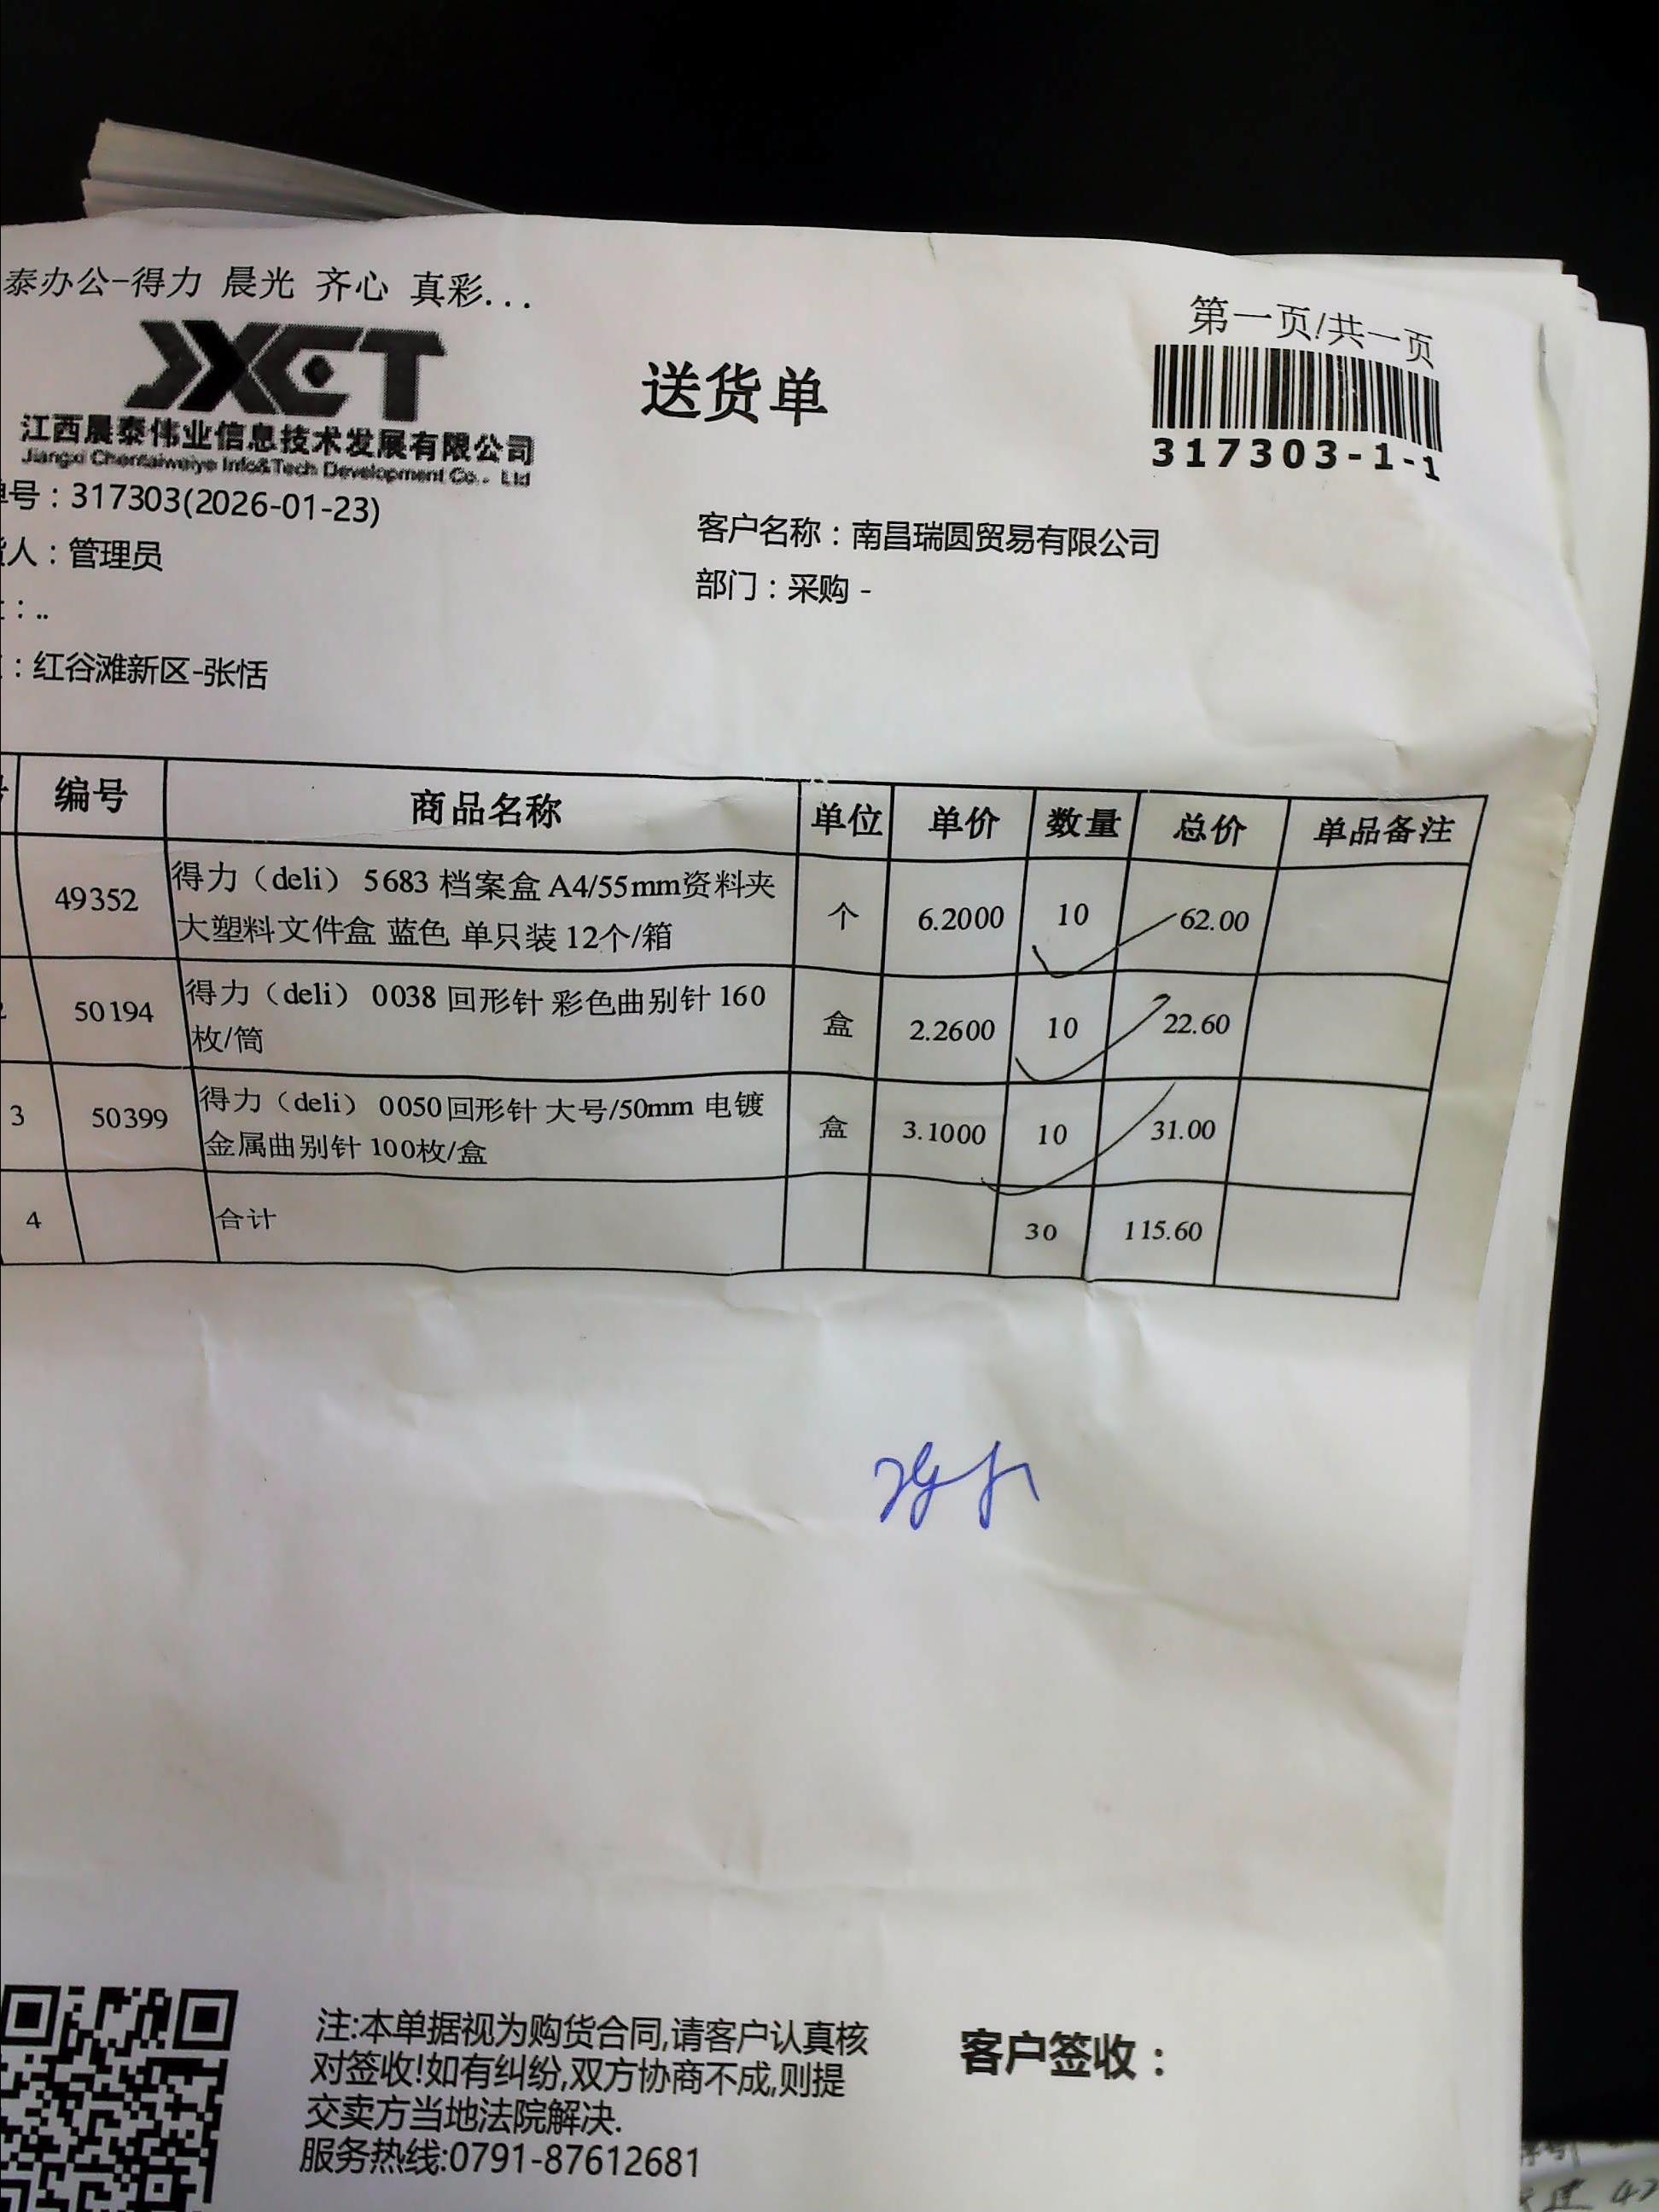 泰办公-得力 晨光 齐心 真彩...
第一页/共一页
JXCT
送货单
317303-1-1
江西晨泰伟业信息技术发展有限公司
Jiangxi Chentaiweiye Info&Tech Development Co., Ltd
单号：317303(2026-01-23)
客户名称：南昌瑞圆贸易有限公司
货人：管理员
部门：采购 -
：..
：红谷滩新区-张恬
号 编号 商品名称 单位 单价 数量 总价 单品备注
49352 得力（deli） 5683 档案盒 A4/55mm资料夹 个 6.2000 10 62.00
大塑料文件盒 蓝色 单只装 12个/箱
2 50194 得力（deli） 0038 回形针 彩色曲别针 160 盒 2.2600 10 22.60
枚/筒
3 50399 得力（deli） 0050回形针 大号/50mm 电镀 盒 3.1000 10 31.00
金属曲别针 100枚/盒
4 合计 30 115.60
注:本单据视为购货合同,请客户认真核
对签收!如有纠纷,双方协商不成,则提
交卖方当地法院解决.
服务热线:0791-87612681
客户签收：